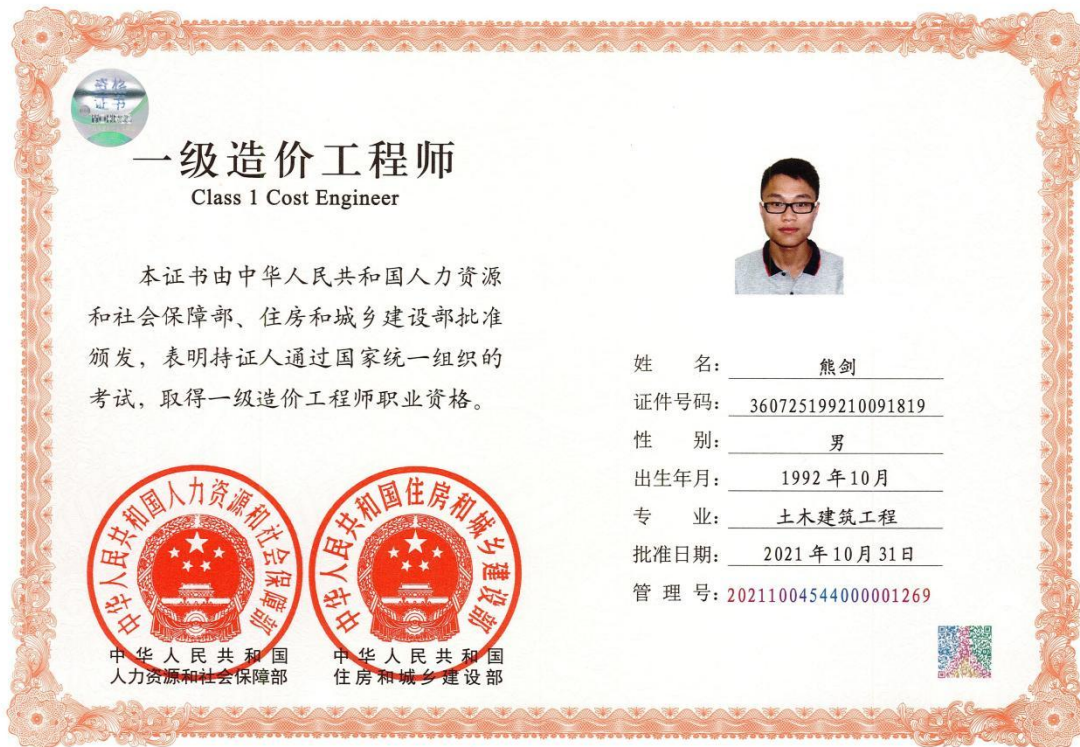 资格
证书
一级造价工程师
Class 1 Cost Engineer
本证书由中华人民共和国人力资源
和社会保障部、住房和城乡建设部批准
颁发，表明持证人通过国家统一组织的
考试，取得一级造价工程师职业资格。
中华人民共和国人力资源和社会保障部
中华人民共和国住房和城乡建设部
中华人民共和国
人力资源和社会保障部
中华人民共和国
住房和城乡建设部
姓名：熊剑
证件号码：360725199210091819
性别：男
出生年月：1992年10月
专业：土木建筑工程
批准日期：2021年10月31日
管理号：20211004544000001269